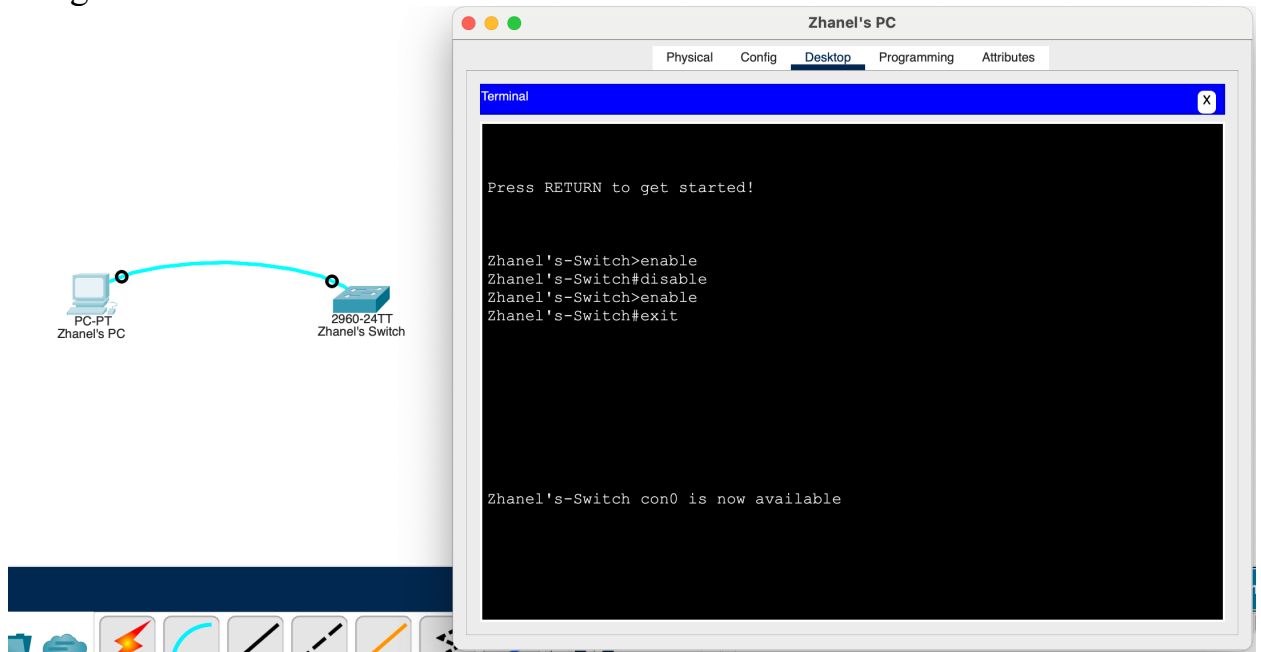 Zhanel's PC
Physical Config Desktop Programming Attributes
Terminal X
Press RETURN to get started!
Zhanel's-Switch>enable
Zhanel's-Switch#disable
Zhanel's-Switch>enable
Zhanel's-Switch#exit
Zhanel's-Switch con0 is now available
PC-PT
Zhanel's PC
2960-24TT
Zhanel's Switch